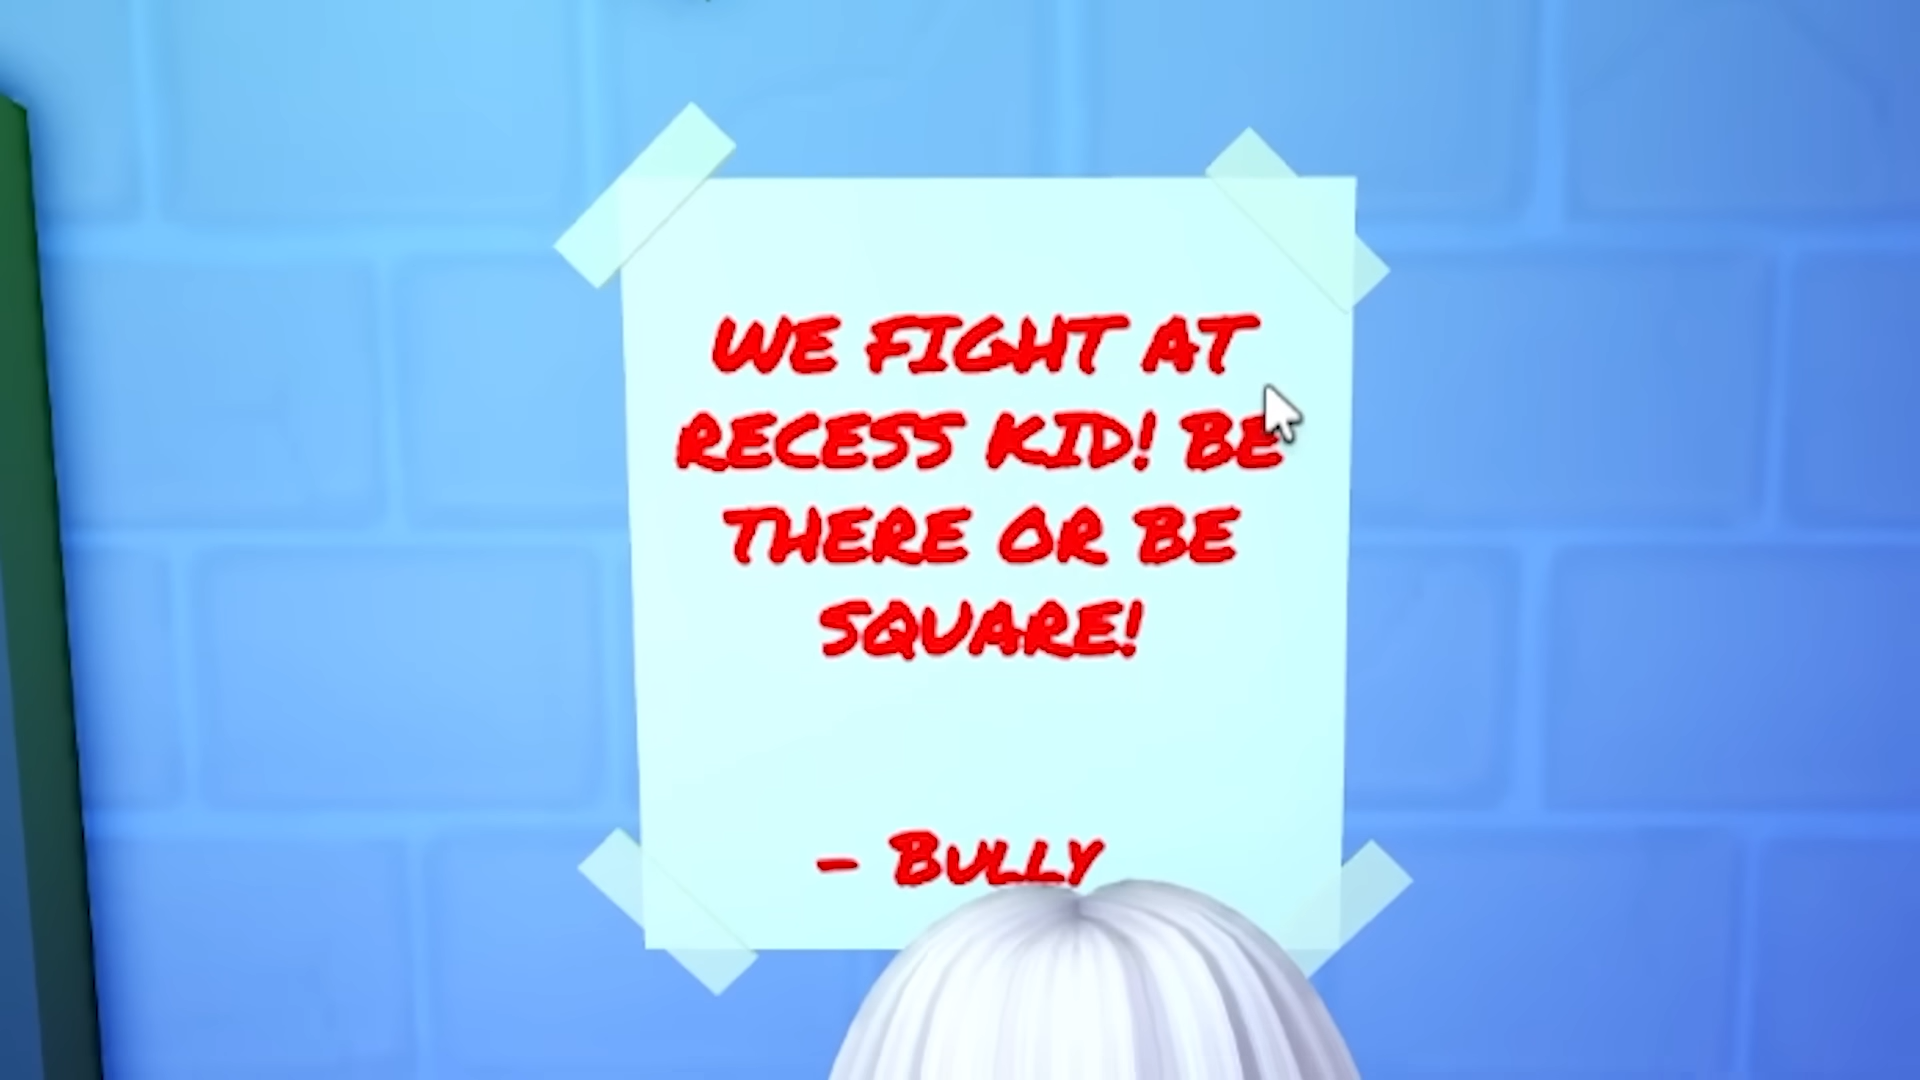 WE FIGHT AT
RECESS KID! BE
THERE OR BE
SQUARE!
- BULLY